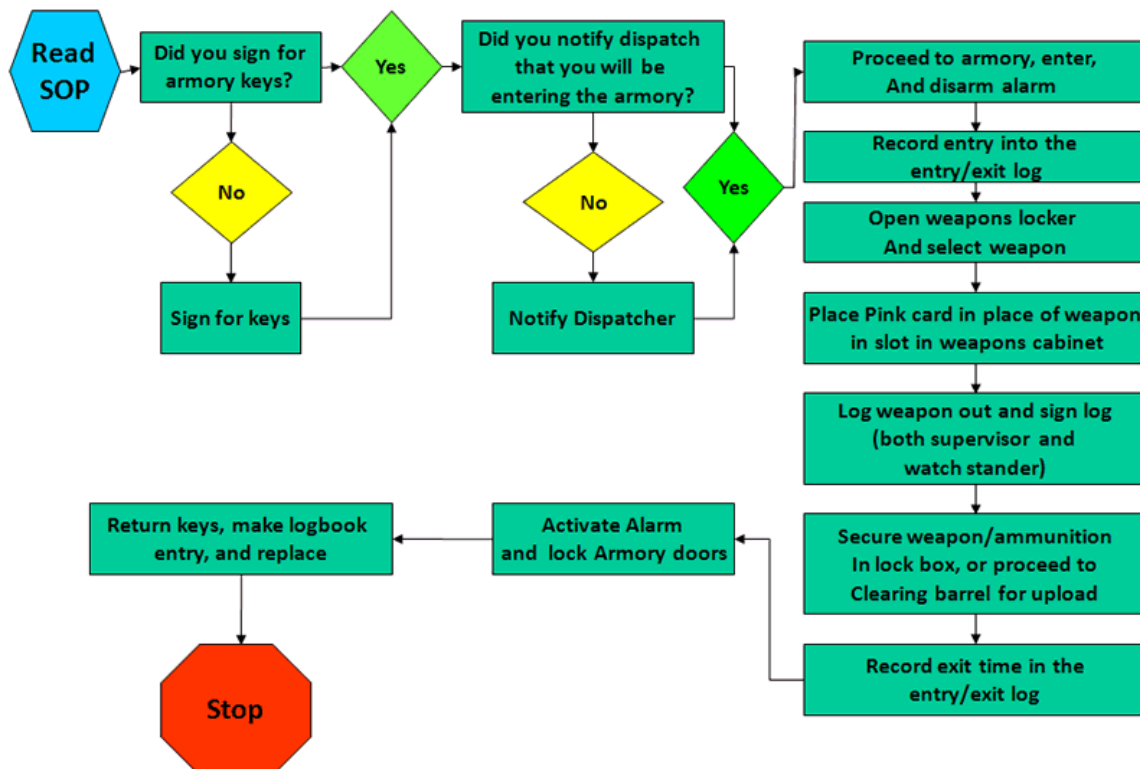 Read
SOP
Did you sign for
armory keys?
Yes
No
Sign for keys
Did you notify dispatch
that you will be
entering the armory?
No
Notify Dispatcher
Yes
Proceed to armory, enter,
And disarm alarm
Record entry into the
entry/exit log
Open weapons locker
And select weapon
Place Pink card in place of weapon
in slot in weapons cabinet
Log weapon out and sign log
(both supervisor and
watch stander)
Secure weapon/ammunition
In lock box, or proceed to
Clearing barrel for upload
Record exit time in the
entry/exit log
Activate Alarm
and lock Armory doors
Return keys, make logbook
entry, and replace
Stop